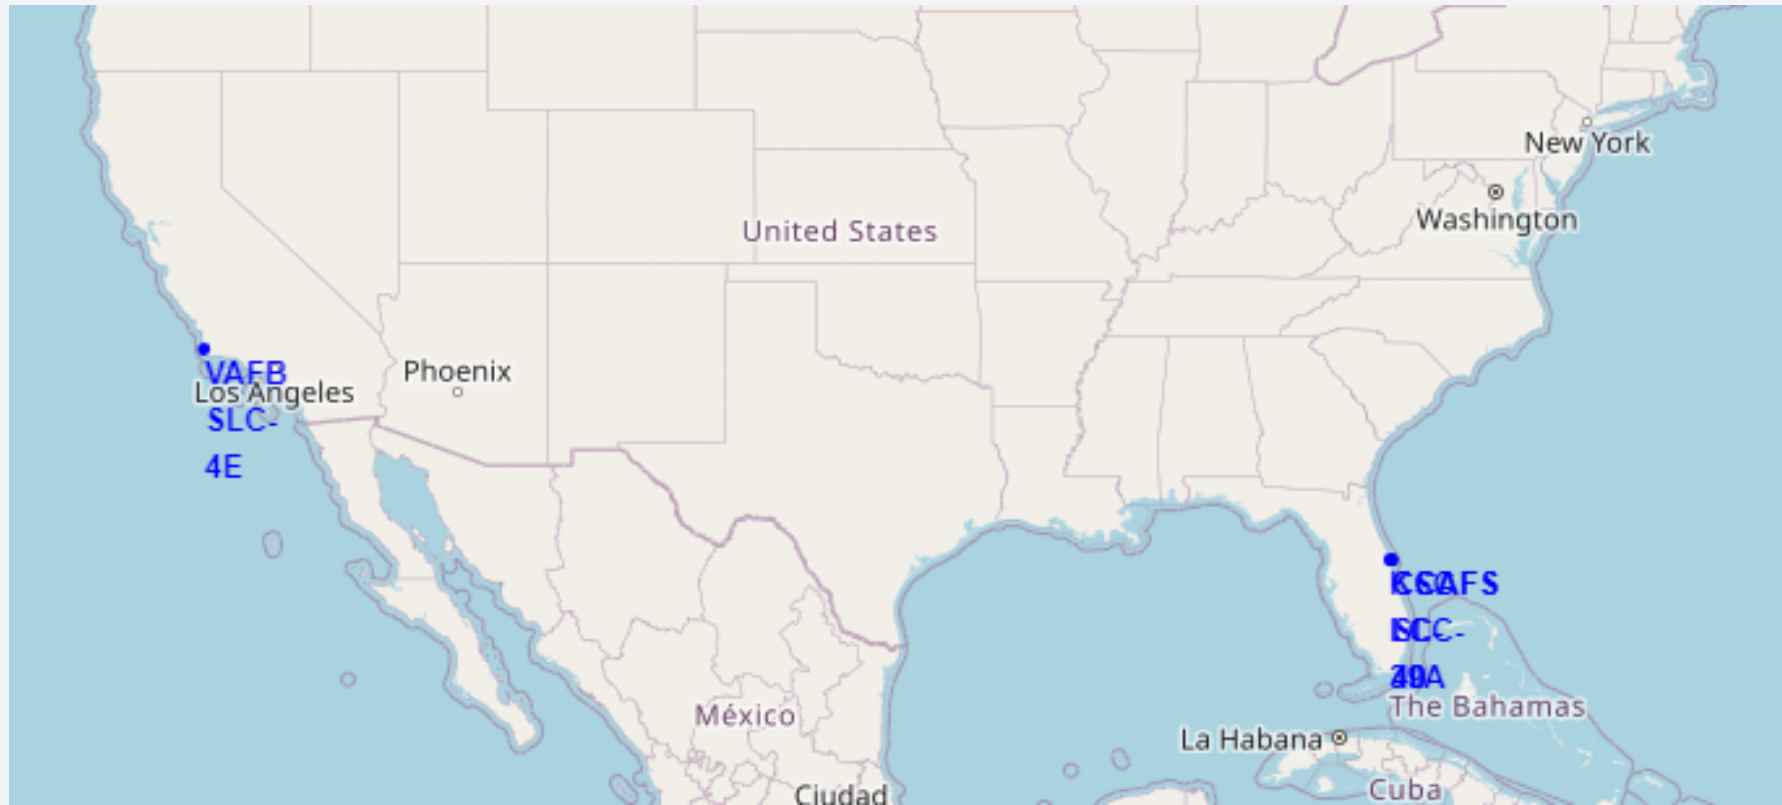 New York
Washington
United States
VAFB
Los Angeles
SLC-
4E
Phoenix
México
The Bahamas
La Habana
Cuba
Ciudad